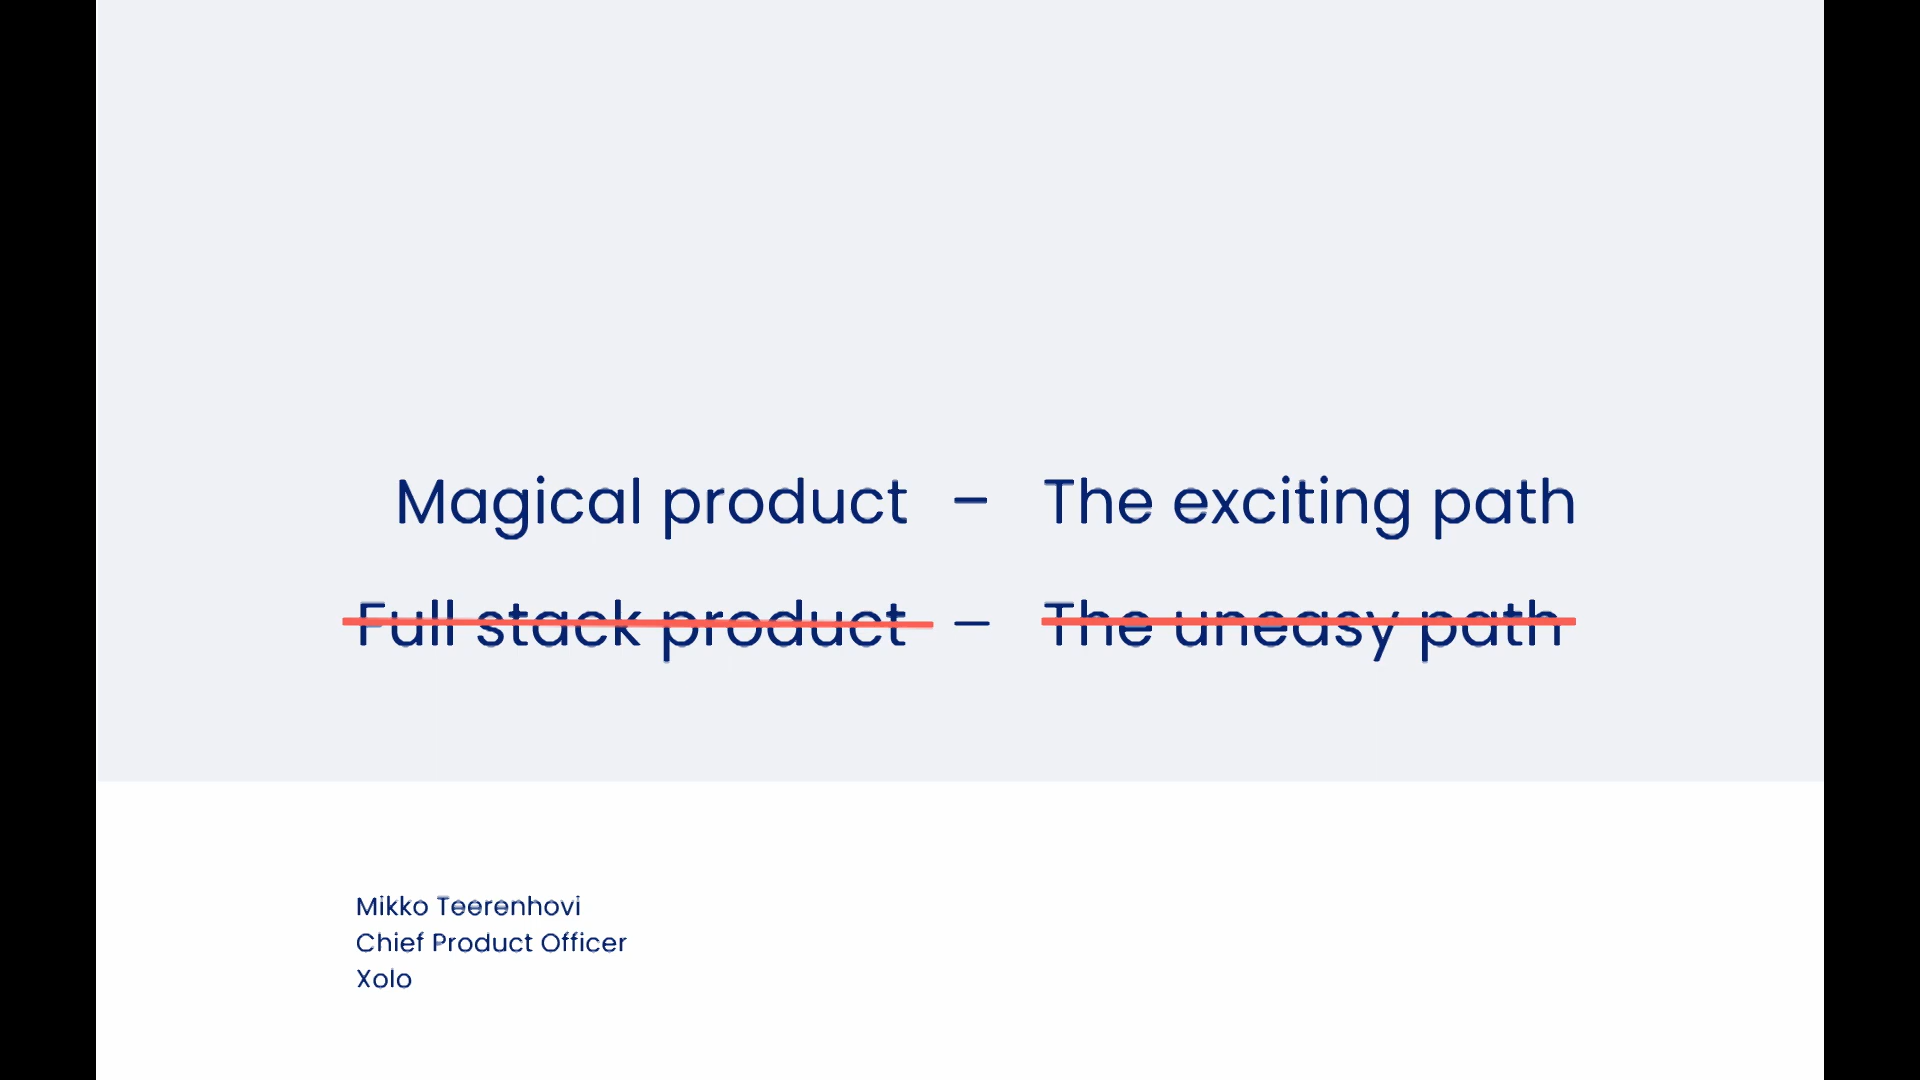 Magical product – The exciting path
Full stack product – The uneasy path
Mikko Teerenhovi
Chief Product Officer
Xolo